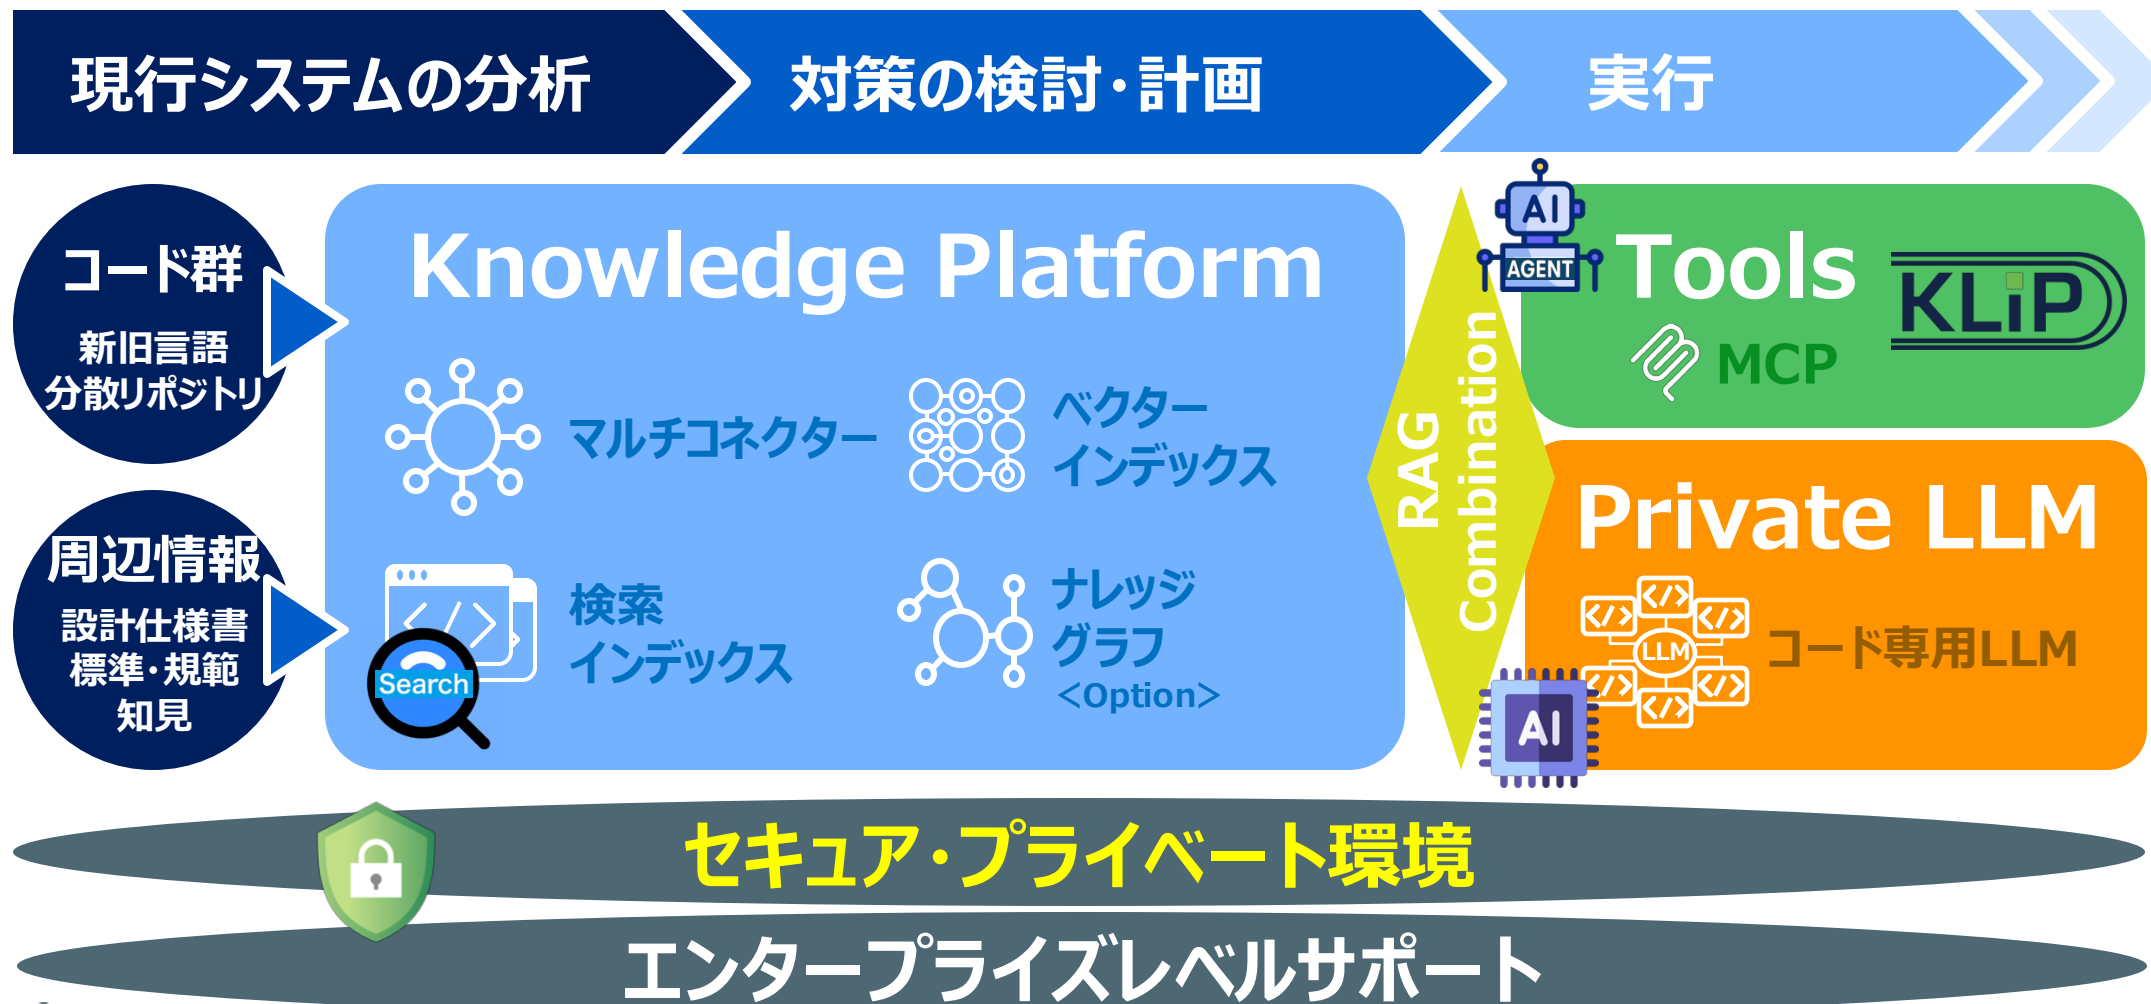 現行システムの分析
対策の検討・計画
実行
コード群
新旧言語
分散リポジトリ
周辺情報
設計仕様書
標準・規範
知見
Knowledge Platform
マルチコネクター
ベクター
インデックス
検索
インデックス
Search
ナレッジ
グラフ
<Option>
RAG
Combination
AI
AGENT
Tools
MCP
KLiP
Private LLM
LLM
コード専用LLM
AI
セキュア・プライベート環境
エンタープライズレベルサポート